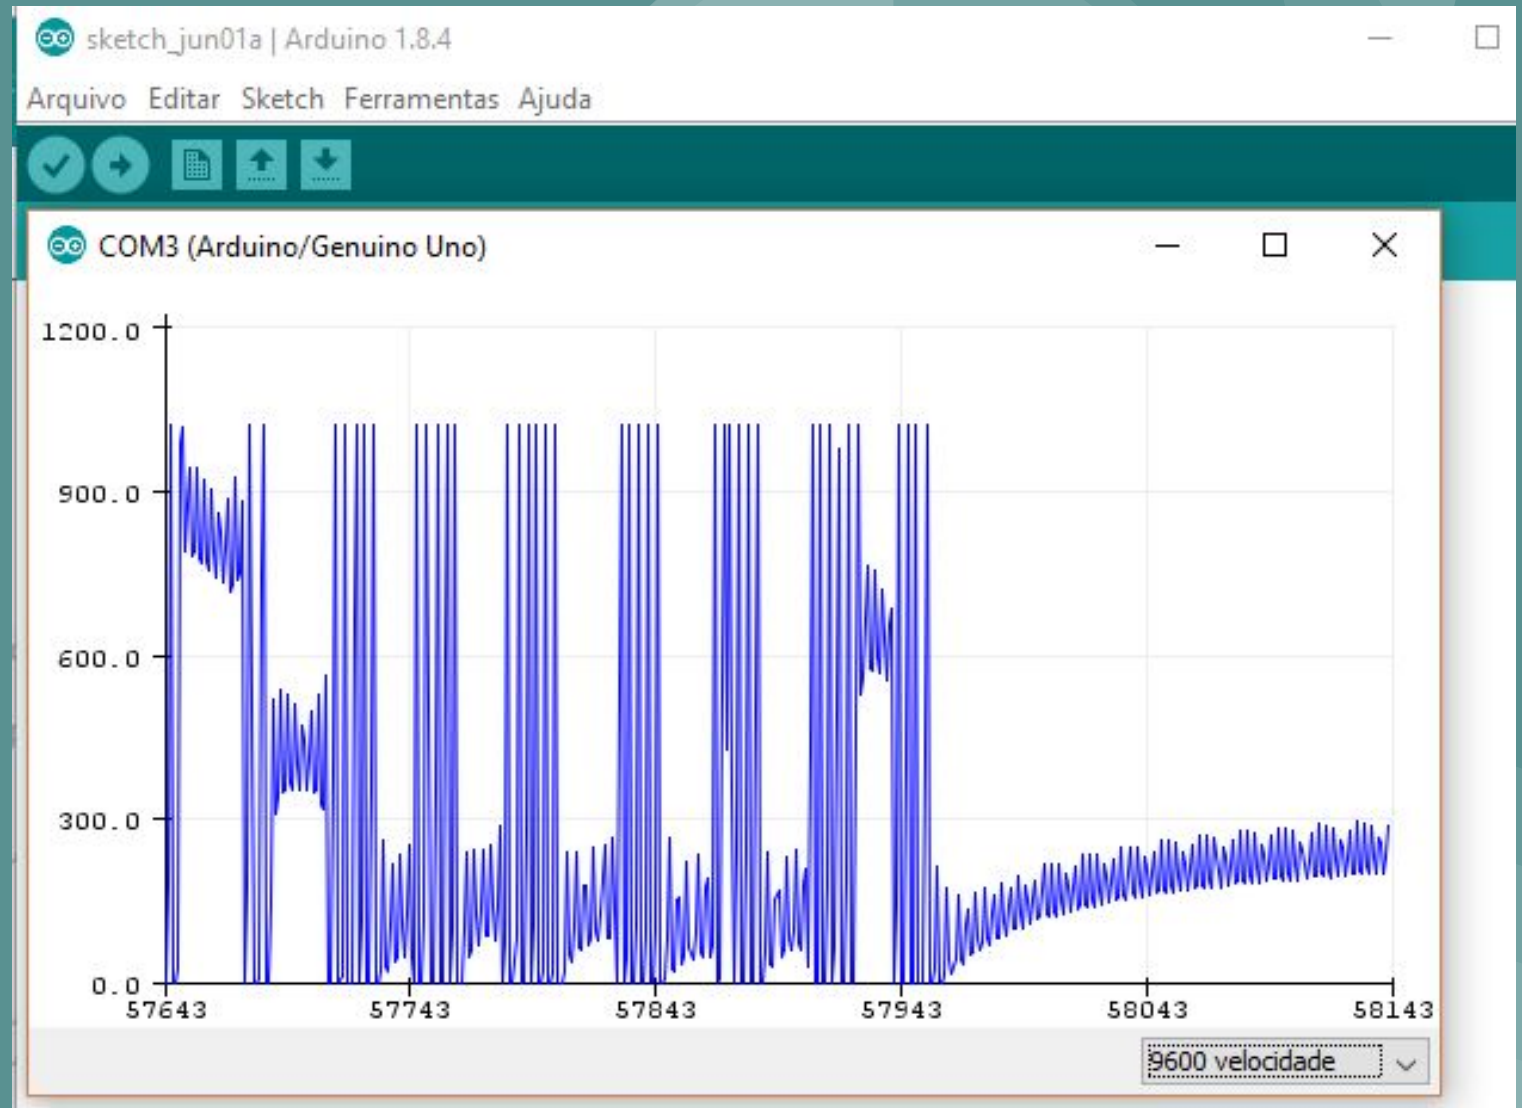 sketch_jun01a | Arduino 1.8.4
Arquivo Editar Sketch Ferramentas Ajuda
COM3 (Arduino/Genuino Uno)
1200.0
900.0
600.0
300.0
0.0
57643 57743 57843 57943 58043 58143
9600 velocidade